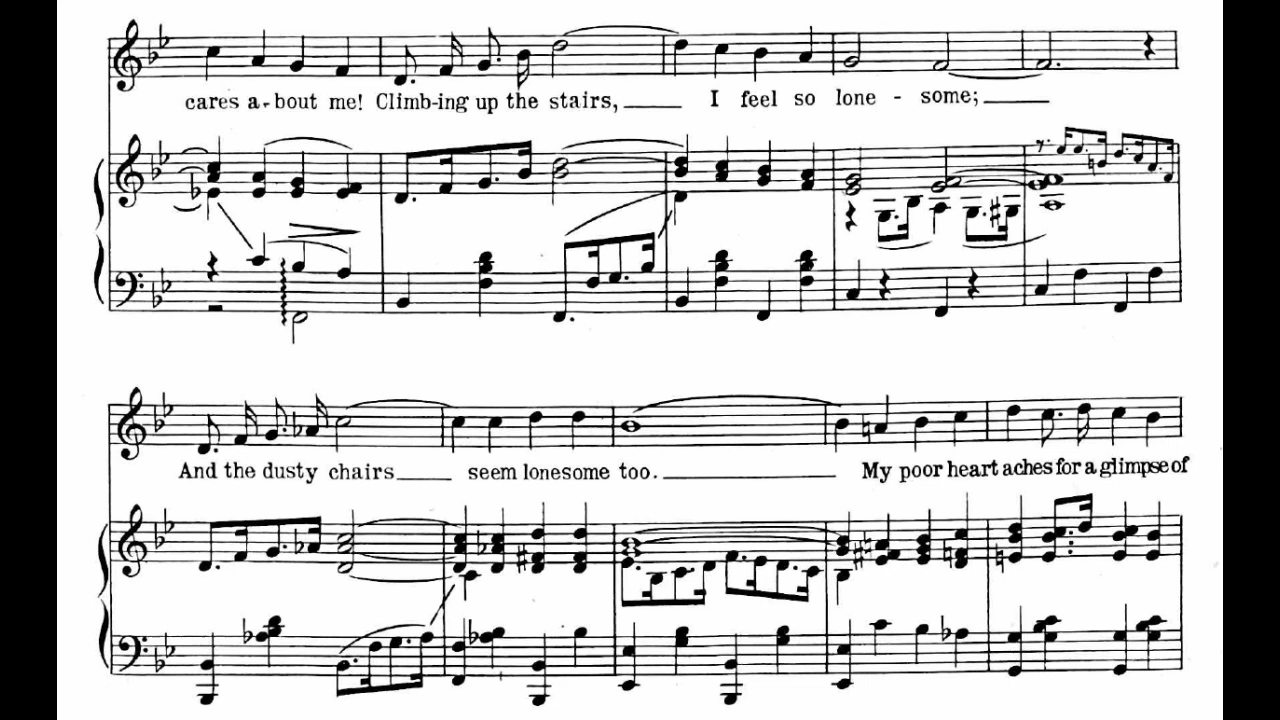 cares a-bout me! Climb-ing up the stairs, I feel so lone - some;
And the dusty chairs seem lonesome too. My poor heart aches for a glimpse of